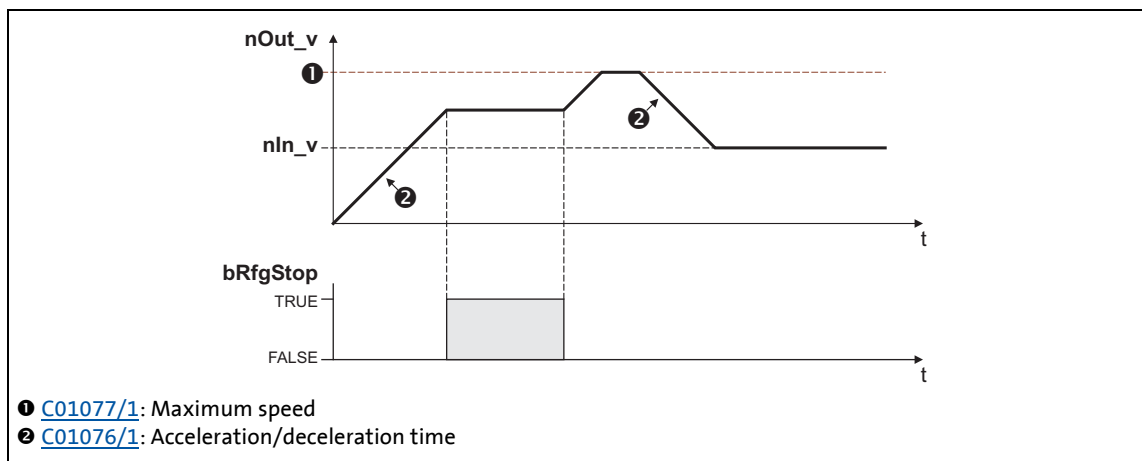 nOut_v
❶
nIn_v
❷
❷
t
bRfgStop
TRUE
FALSE
t
❶ C01077/1: Maximum speed
❷ C01076/1: Acceleration/deceleration time